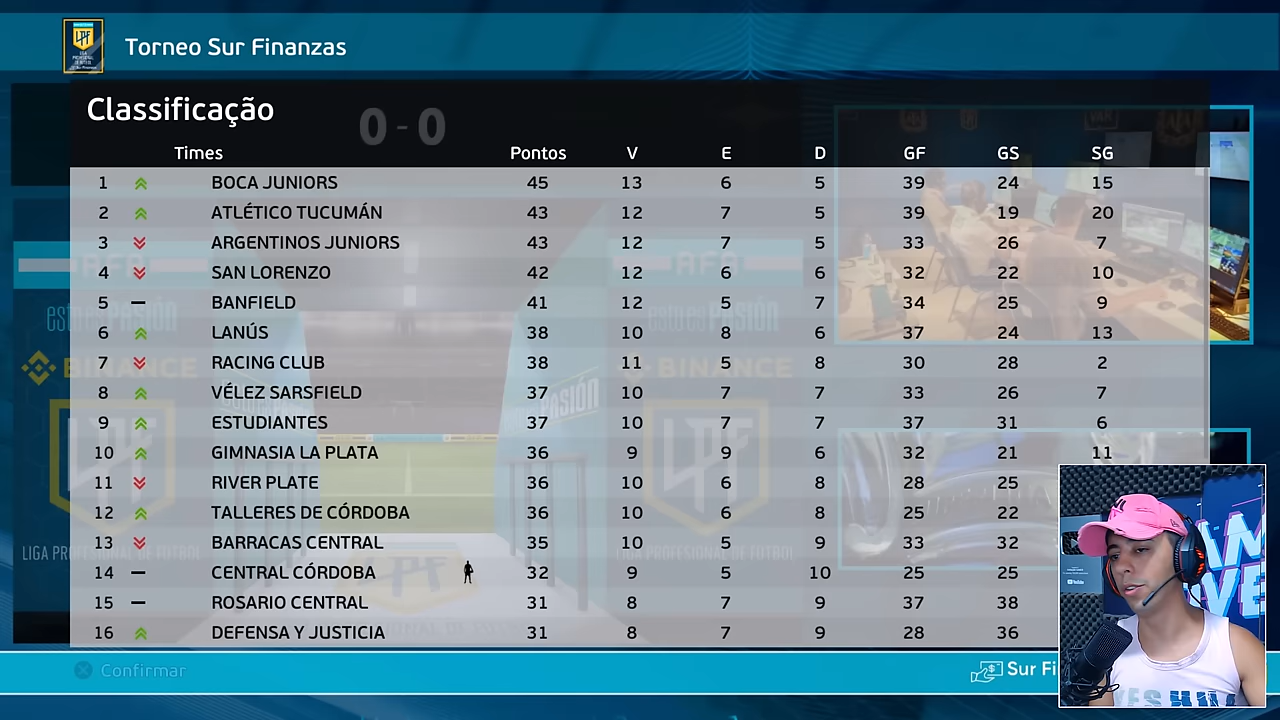 Torneo Sur Finanzas
Classificação
0 - 0
Times Pontos V E D GF GS SG
1 BOCA JUNIORS 45 13 6 5 39 24 15
2 ATLÉTICO TUCUMÁN 43 12 7 5 39 19 20
3 ARGENTINOS JUNIORS 43 12 7 5 33 26 7
4 SAN LORENZO 42 12 6 6 32 22 10
5 BANFIELD 41 12 5 7 34 25 9
6 LANÚS 38 10 8 6 37 24 13
7 RACING CLUB 38 11 5 8 30 28 2
8 VÉLEZ SARSFIELD 37 10 7 7 33 26 7
9 ESTUDIANTES 37 10 7 7 37 31 6
10 GIMNASIA LA PLATA 36 9 9 6 32 21 11
11 RIVER PLATE 36 10 6 8 28 25
12 TALLERES DE CÓRDOBA 36 10 6 8 25 22
13 BARRACAS CENTRAL 35 10 5 9 33 32
14 CENTRAL CÓRDOBA 32 9 5 10 25 25
15 ROSARIO CENTRAL 31 8 7 9 37 38
16 DEFENSA Y JUSTICIA 31 8 7 9 28 36
AFA
AFA
BINANCE
BINANCE
LPF
LPF
Confirmar
Sur Fi